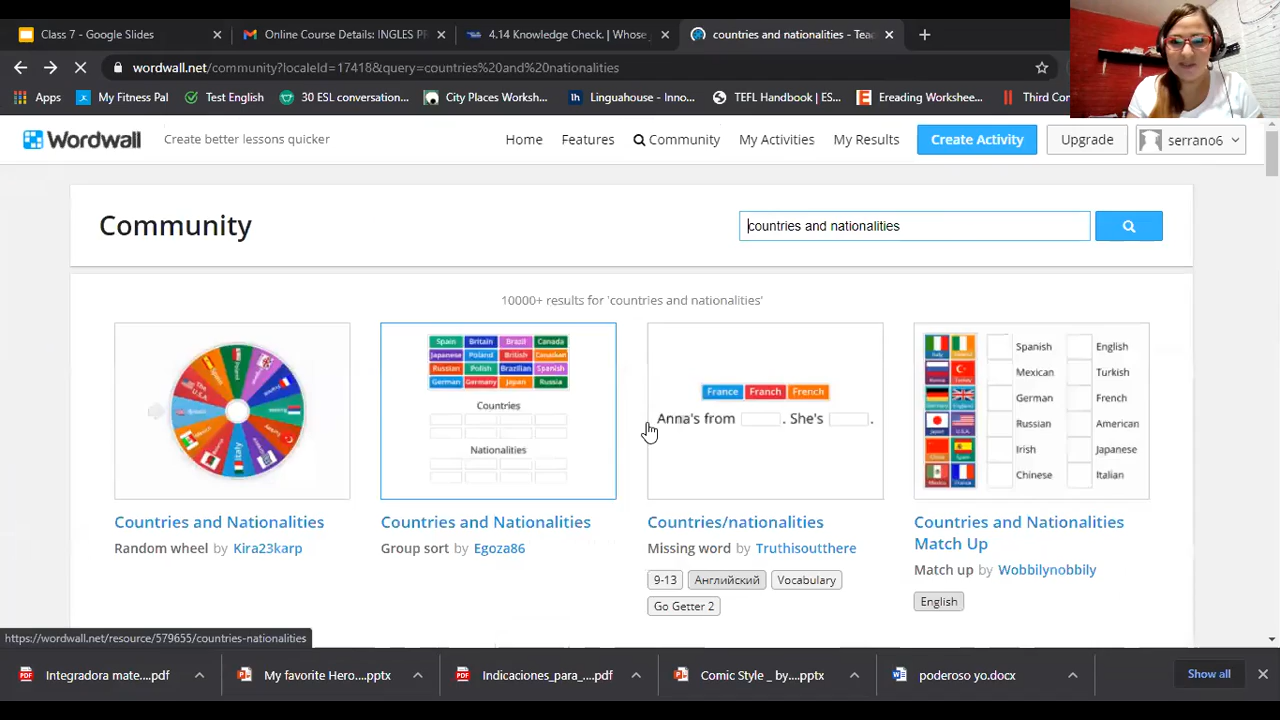 Class 7 - Google Slides
Online Course Details: INGLES PR
4.14 Knowledge Check. | Whose
countries and nationalities - Tea
wordwall.net/community?localeId=17418&query=countries%20and%20nationalities
Apps
My Fitness Pal
Test English
30 ESL conversation...
City Places Worksh...
Linguahouse - Inno...
TEFL Handbook | ES...
Ereading Workshee...
Third Con
Wordwall
Create better lessons quicker
Home
Features
Community
My Activities
My Results
Create Activity
Upgrade
serrano6
Community
countries and nationalities
10000+ results for 'countries and nationalities'
Spain Britain Brazil Canada
Japanese Poland British Canadian
Russian Polish Brazilian Spanish
German Germany Japan Russia
Countries
Nationalities
France Franch French
Anna's from . She's .
Spanish English
Mexican Turkish
German French
Russian American
Irish Japanese
Chinese Italian
Countries and Nationalities
Random wheel by Kira23karp
Countries and Nationalities
Group sort by Egoza86
Countries/nationalities
Missing word by Truthisoutthere
9-13 Английский Vocabulary
Go Getter 2
Countries and Nationalities
Match Up
Match up by Wobbilynobbily
English
https://wordwall.net/resource/579655/countries-nationalities
Integradora mate....pdf
My favorite Hero....pptx
Indicaciones_para_....pdf
Comic Style _ by....pptx
poderoso yo.docx
Show all